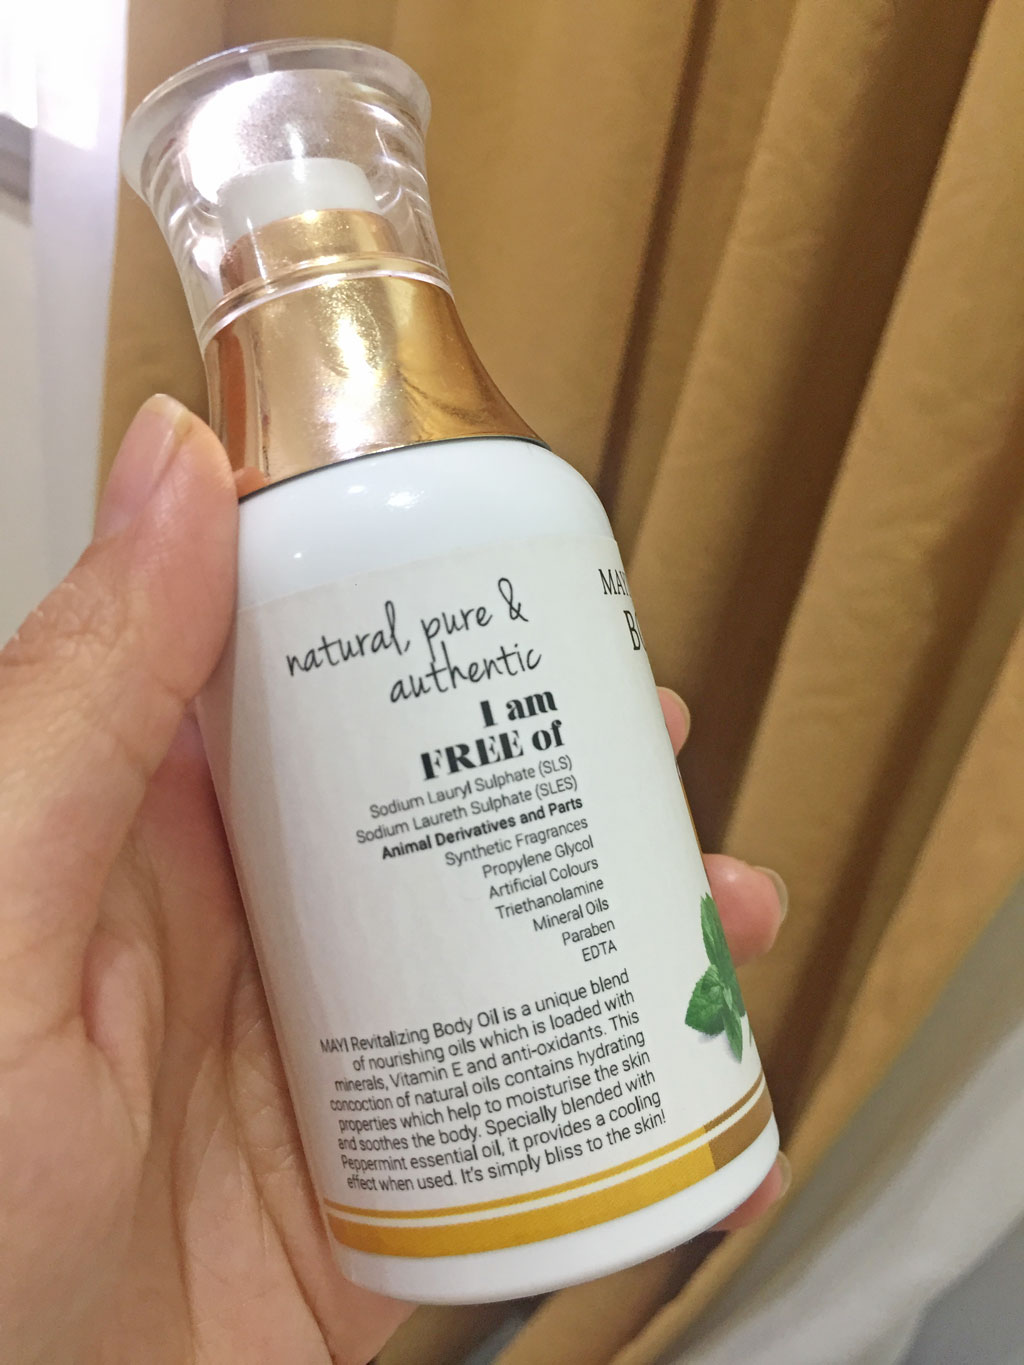 natural, pure &
authentic
I am
FREE of
Sodium Lauryl Sulphate (SLS)
Sodium Laureth Sulphate (SLES)
Animal Derivatives and Parts
Synthetic Fragrances
Propylene Glycol
Artificial Colours
Triethanolamine
Mineral Oils
Paraben
EDTA
MAYI Revitalizing Body Oil is a unique blend
of nourishing oils which is loaded with
minerals, Vitamin E and anti-oxidants. This
concoction of natural oils contains hydrating
properties which help to moisturise the skin
and soothes the body. Specially blended with
Peppermint essential oil, it provides a cooling
effect when used. It's simply bliss to the skin!